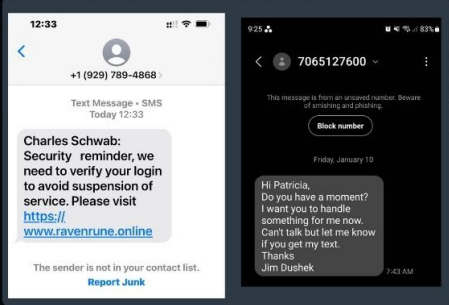 12:33
+1 (929) 789-4868
Text Message • SMS
Today 12:33
Charles Schwab:
Security reminder, we
need to verify your login
to avoid suspension of
service. Please visit
https://
www.ravenrune.online
The sender is not in your contact list.
Report Junk
9:25
83%
7065127600
This message is from an unsaved number. Beware
of smishing and phishing.
Block number
Friday, January 10
Hi Patricia,
Do you have a moment?
I want you to handle
something for me now.
Can't talk but let me know
if you get my text.
Thanks
Jim Dushek
7:43 AM